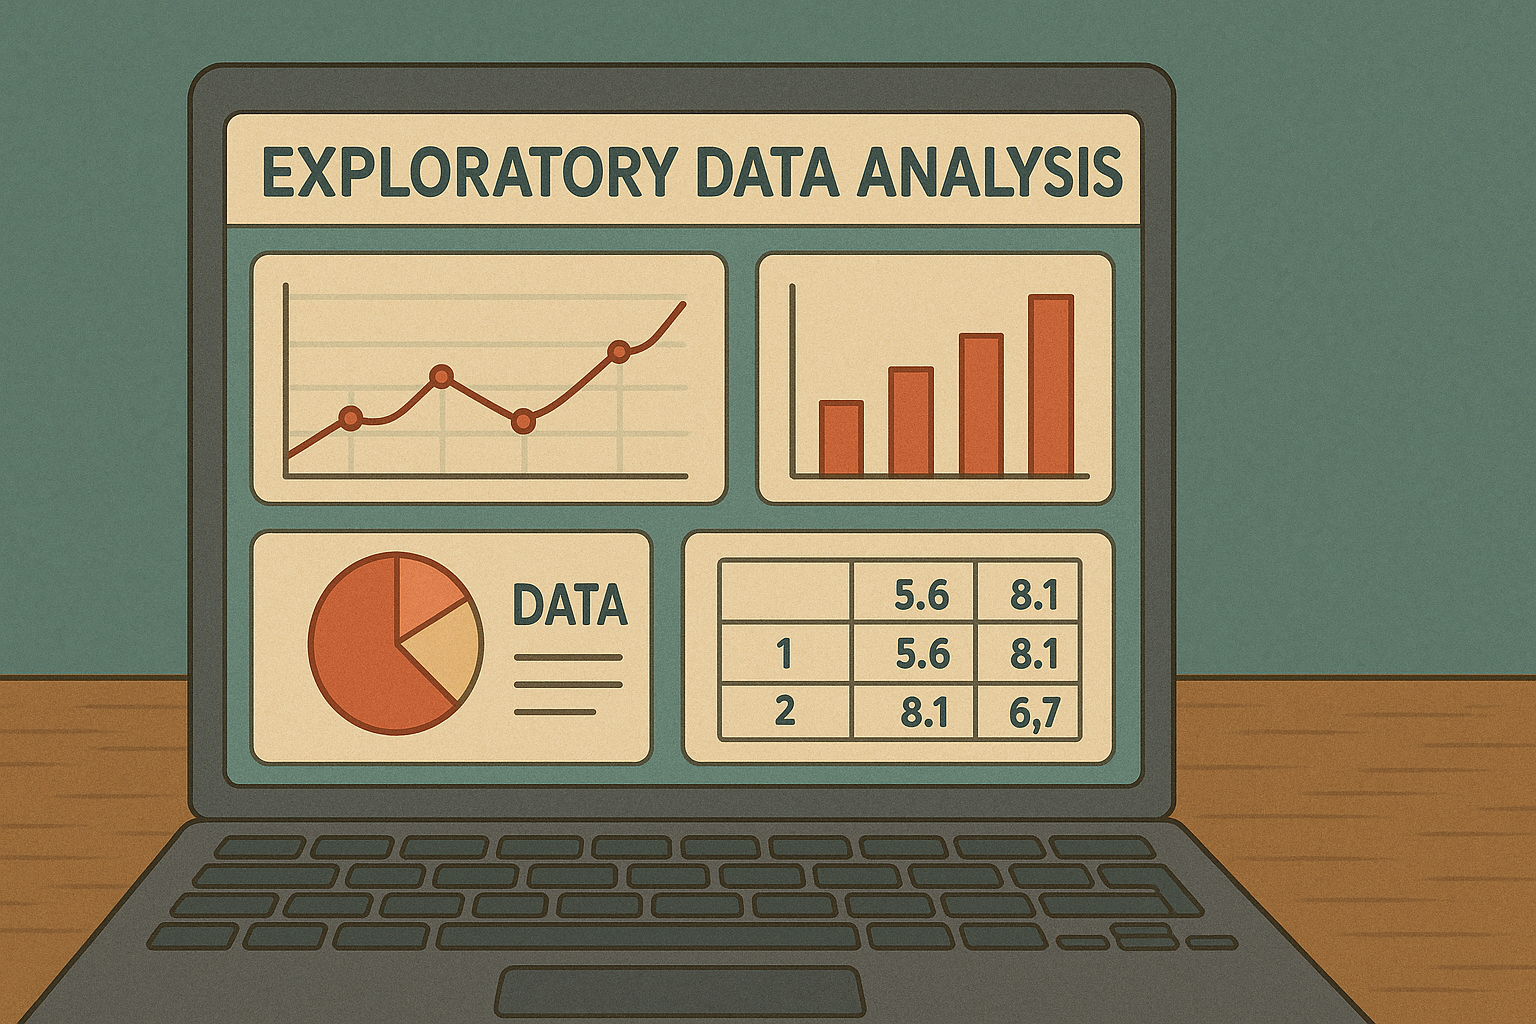 EXPLORATORY DATA ANALYSIS
DATA
5.6 8.1
1 5.6 8.1
2 8.1 6,7